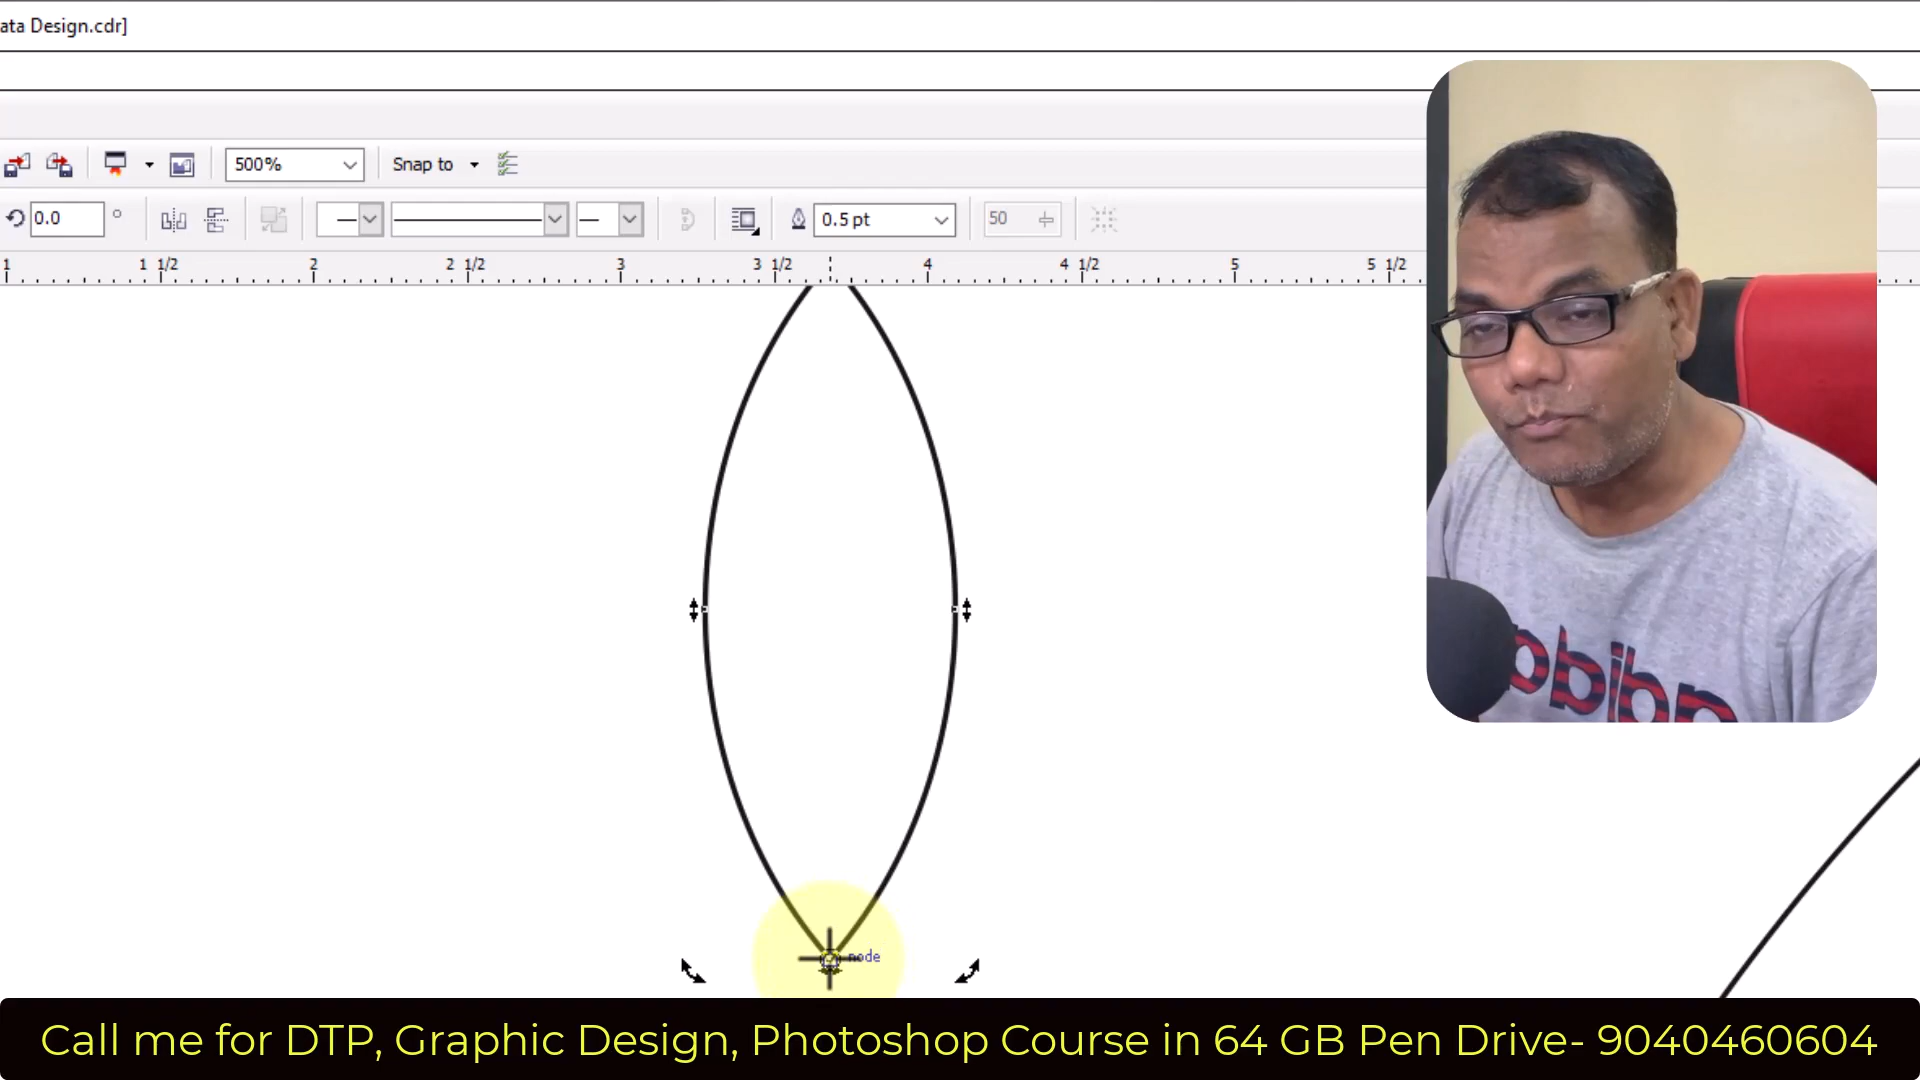 ata Design.cdr]
500%
Snap to
0.0 °
0.5 pt
50
1 1 1/2 2 2 1/2 3 3 1/2 4 4 1/2 5 5 1/2
node
Call me for DTP, Graphic Design, Photoshop Course in 64 GB Pen Drive- 9040460604